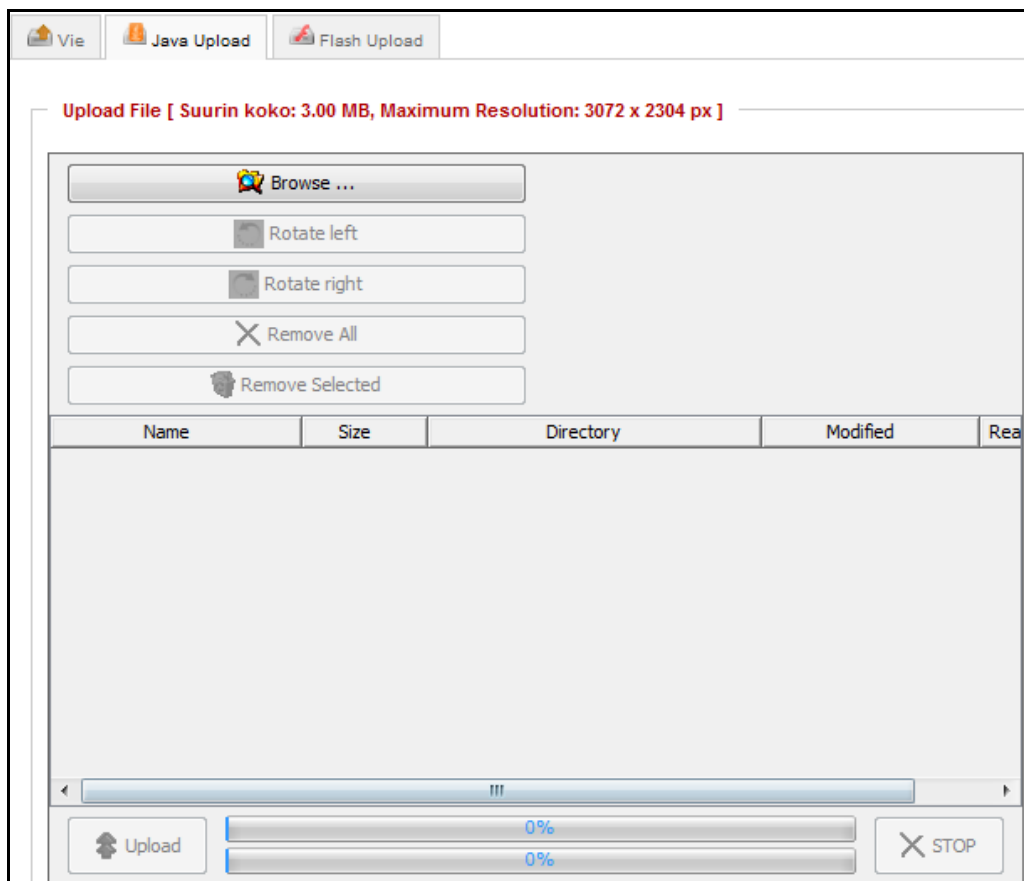 Vie
Java Upload
Flash Upload
Upload File [ Suurin koko: 3.00 MB, Maximum Resolution: 3072 x 2304 px ]
Browse ...
Rotate left
Rotate right
Remove All
Remove Selected
Name Size Directory Modified Rea
Upload
0%
0%
STOP